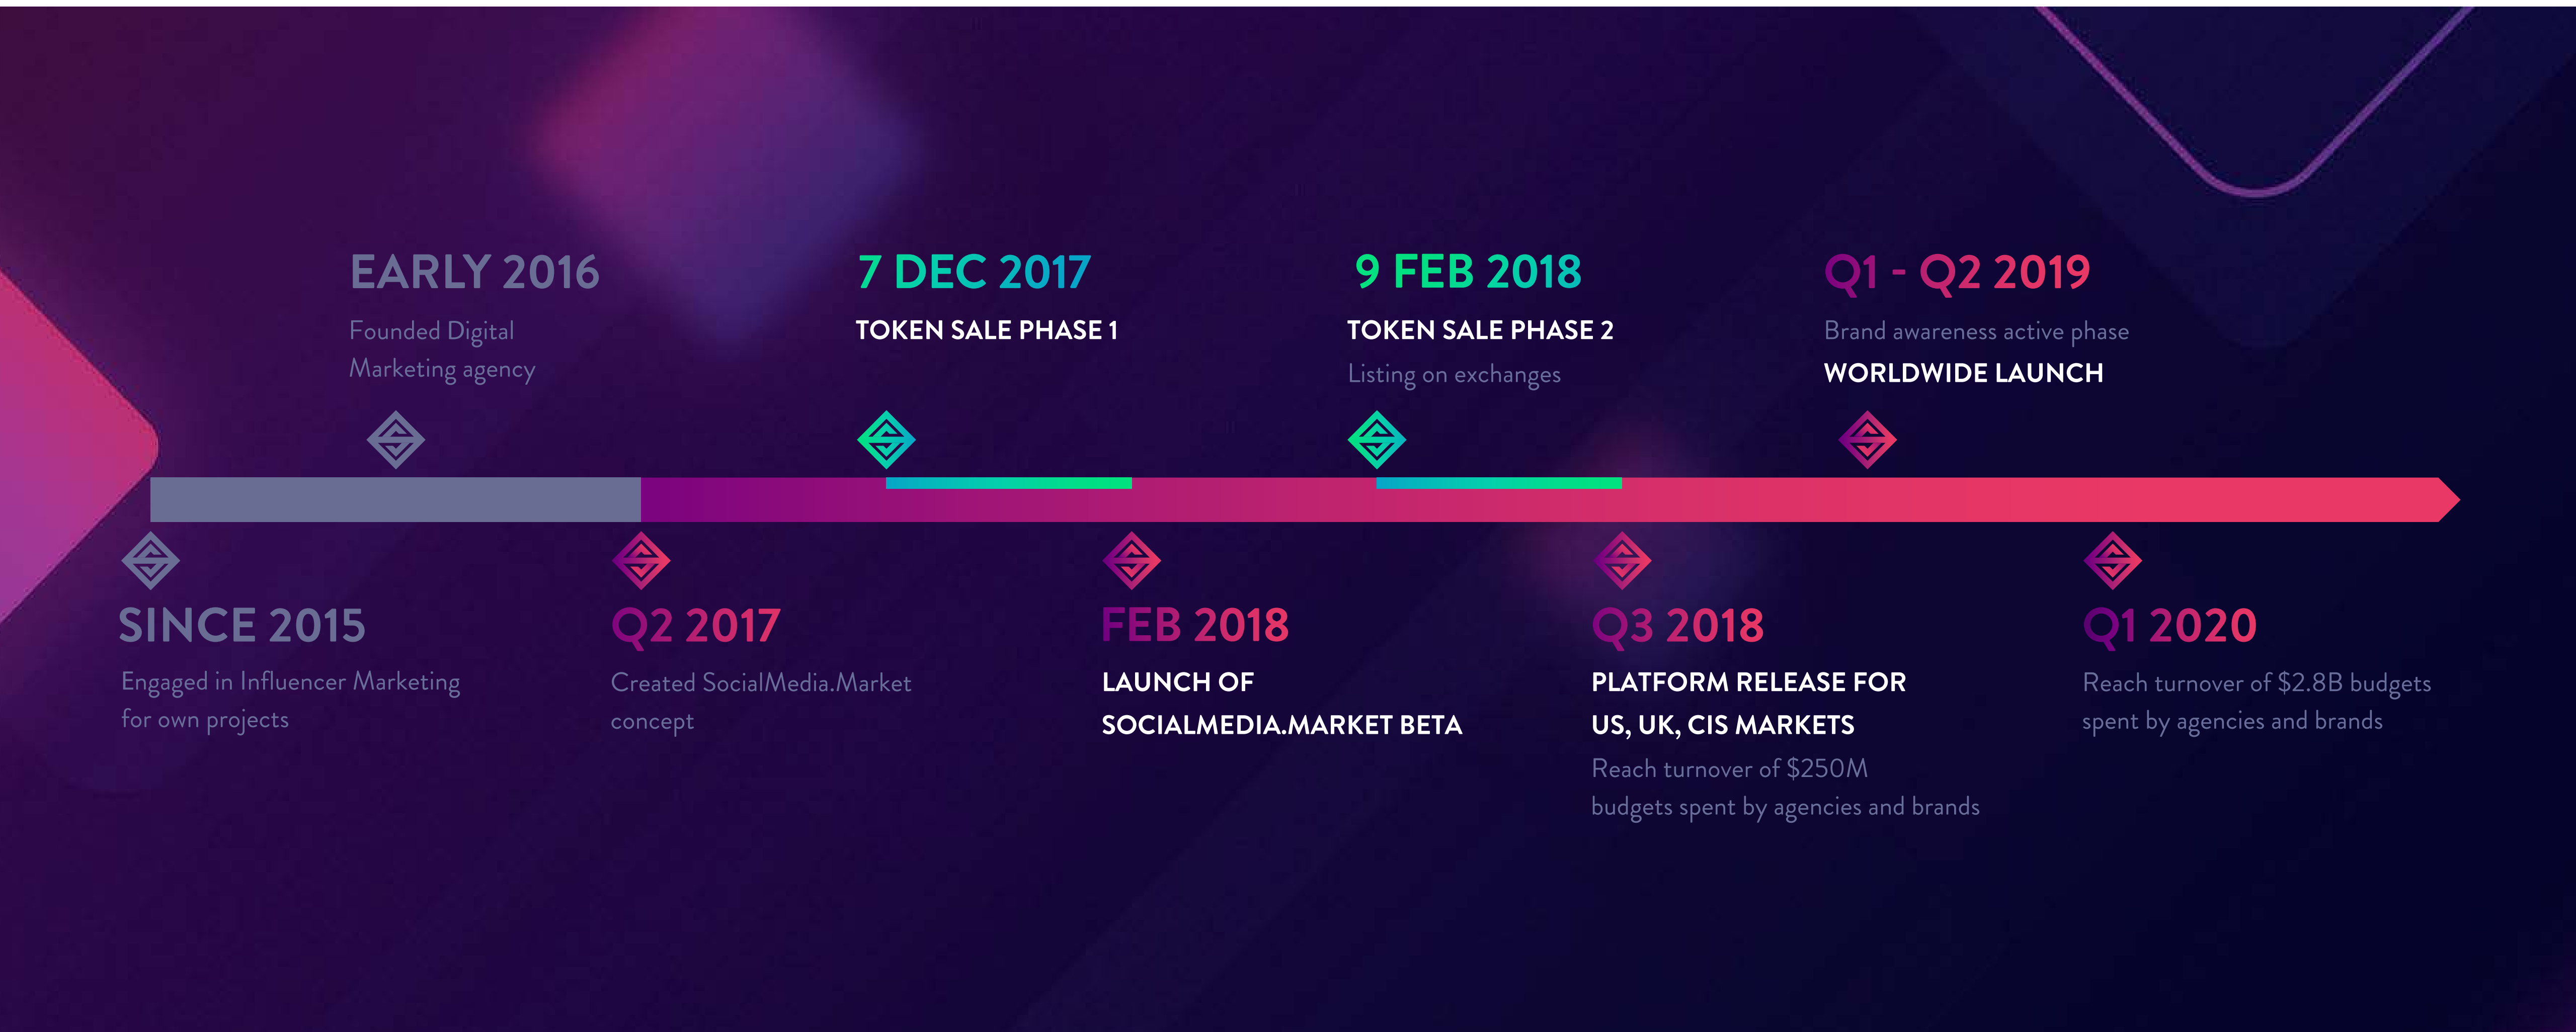 EARLY 2016
Founded Digital
Marketing agency
7 DEC 2017
TOKEN SALE PHASE 1
9 FEB 2018
TOKEN SALE PHASE 2
Listing on exchanges
Q1 - Q2 2019
Brand awareness active phase
WORLDWIDE LAUNCH
SINCE 2015
Engaged in Influencer Marketing
for own projects
Q2 2017
Created SocialMedia.Market
concept
FEB 2018
LAUNCH OF
SOCIALMEDIA.MARKET BETA
Q3 2018
PLATFORM RELEASE FOR
US, UK, CIS MARKETS
Reach turnover of $250M
budgets spent by agencies and brands
Q1 2020
Reach turnover of $2.8B budgets
spent by agencies and brands